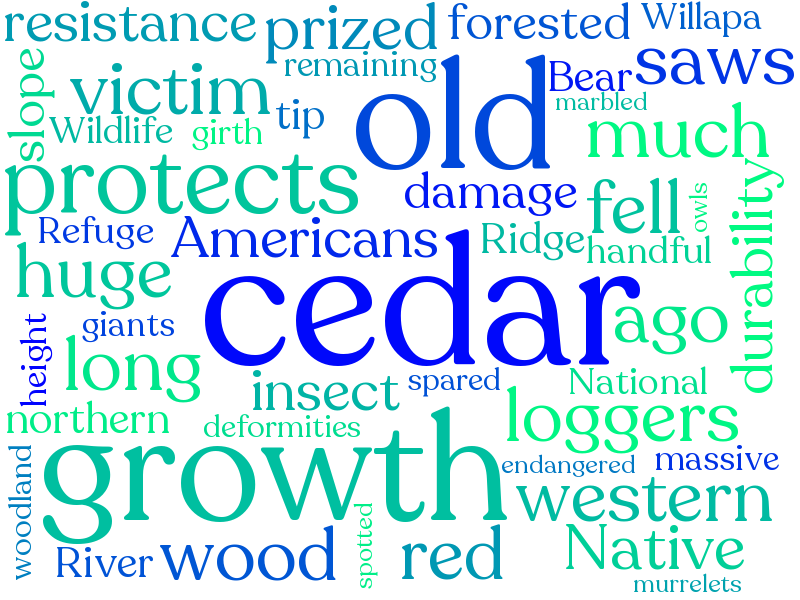 resistance
prized
forested
Willapa
remaining
Bear
saws
slope
victim
tip
old
marbled
Wildlife
girth
much
protects
damage
fell
owls
durability
Refuge
Americans
Ridge
handful
huge
cedar
ago
height
giants
long
insect
spared
National
northern
deformities
loggers
growth
endangered
massive
woodland
western
spotted
River
wood
red
Native
murrelets